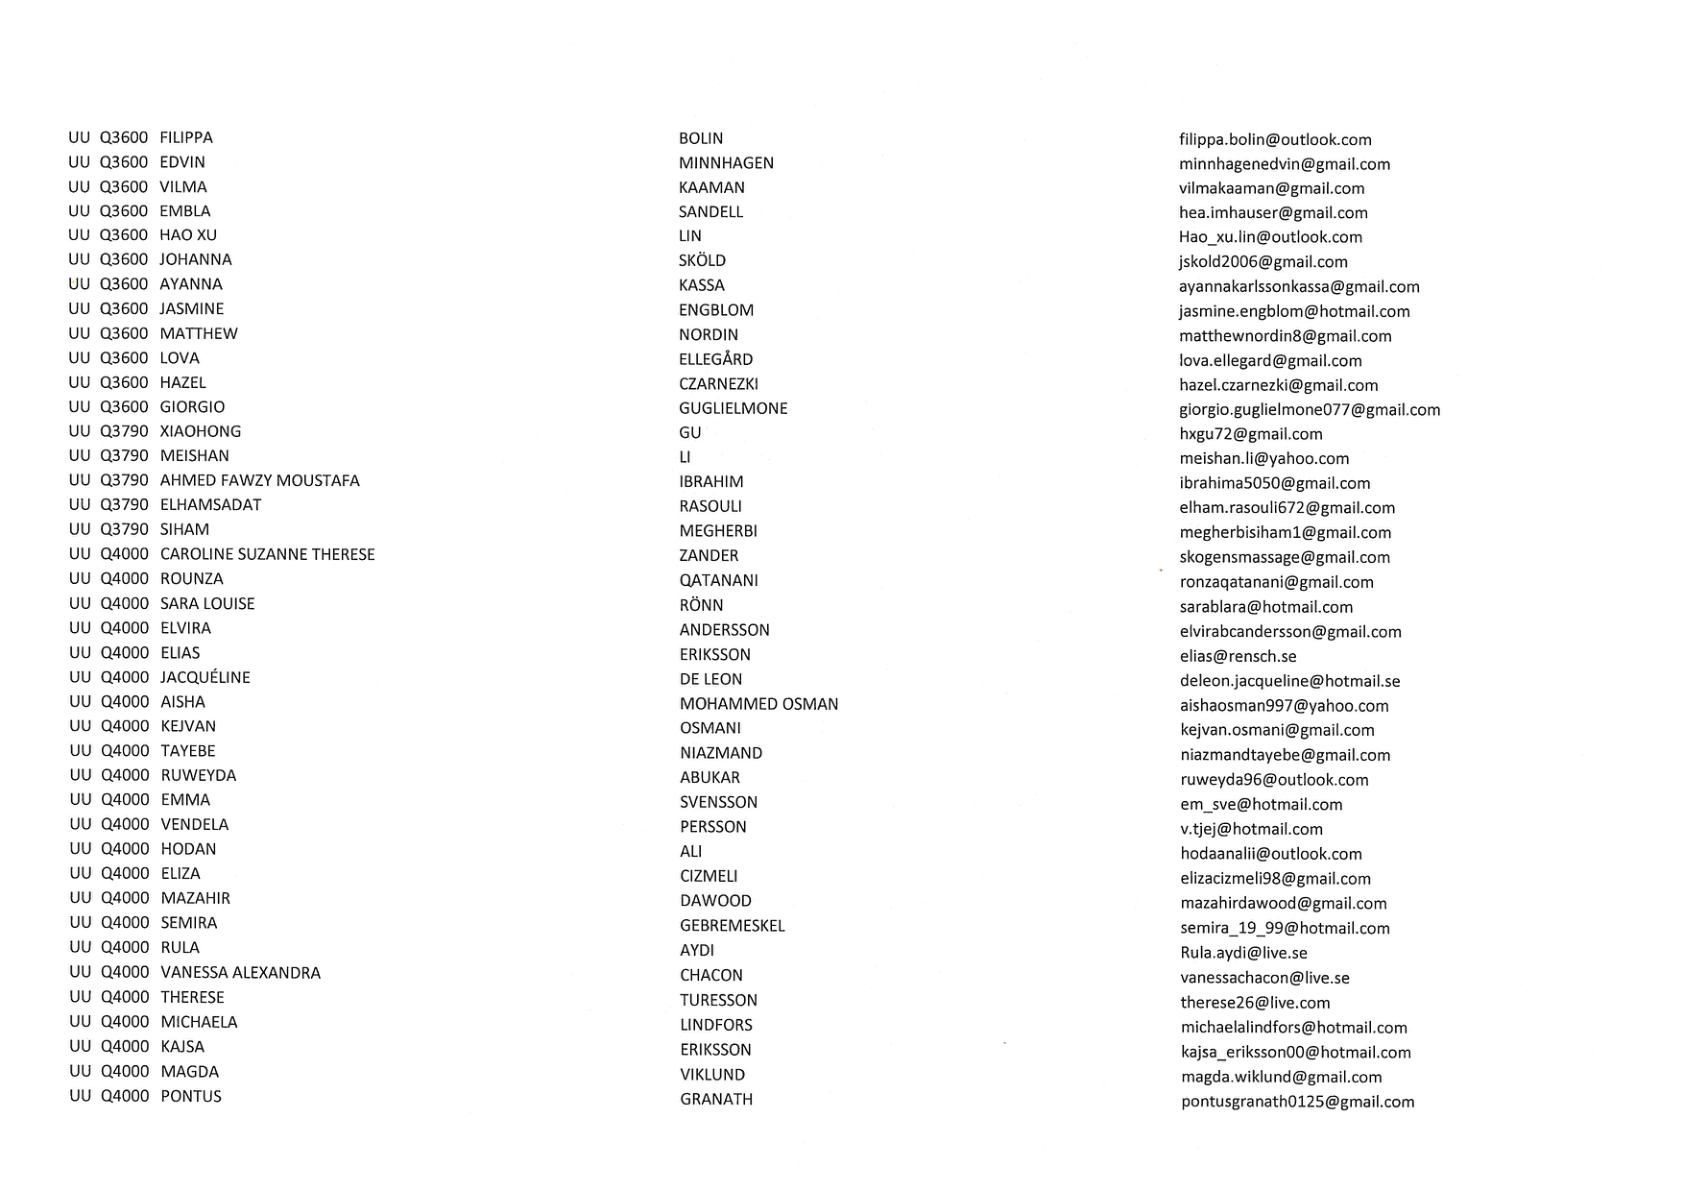 UU Q3600 FILIPPA BOLIN filippa.bolin@outlook.com
UU Q3600 EDVIN MINNHAGEN minnhagenedvin@gmail.com
UU Q3600 VILMA KAAMAN vilmakaaman@gmail.com
UU Q3600 EMBLA SANDELL hea.imhauser@gmail.com
UU Q3600 HAO XU LIN Hao_xu.lin@outlook.com
UU Q3600 JOHANNA SKÖLD jskold2006@gmail.com
UU Q3600 AYANNA KASSA ayannakarlssonkassa@gmail.com
UU Q3600 JASMINE ENGBLOM jasmine.engblom@hotmail.com
UU Q3600 MATTHEW NORDIN matthewnordin8@gmail.com
UU Q3600 LOVA ELLEGÅRD lova.ellegard@gmail.com
UU Q3600 HAZEL CZARNEZKI hazel.czarnezki@gmail.com
UU Q3600 GIORGIO GUGLIELMONE giorgio.guglielmone077@gmail.com
UU Q3790 XIAOHONG GU hxgu72@gmail.com
UU Q3790 MEISHAN LI meishan.li@yahoo.com
UU Q3790 AHMED FAWZY MOUSTAFA IBRAHIM ibrahima5050@gmail.com
UU Q3790 ELHAMSADAT RASOULI elham.rasouli672@gmail.com
UU Q3790 SIHAM MEGHERBI megherbisiham1@gmail.com
UU Q4000 CAROLINE SUZANNE THERESE ZANDER skogensmassage@gmail.com
UU Q4000 ROUNZA QATANANI ronzaqatanani@gmail.com
UU Q4000 SARA LOUISE RÖNN sarablara@hotmail.com
UU Q4000 ELVIRA ANDERSSON elvirabcandersson@gmail.com
UU Q4000 ELIAS ERIKSSON elias@rensch.se
UU Q4000 JACQUÉLINE DE LEON deleon.jacqueline@hotmail.se
UU Q4000 AISHA MOHAMMED OSMAN aishaosman997@yahoo.com
UU Q4000 KEJVAN OSMANI kejvan.osmani@gmail.com
UU Q4000 TAYEBE NIAZMAND niazmandtayebe@gmail.com
UU Q4000 RUWEYDA ABUKAR ruweyda96@outlook.com
UU Q4000 EMMA SVENSSON em_sve@hotmail.com
UU Q4000 VENDELA PERSSON v.tjej@hotmail.com
UU Q4000 HODAN ALI hodaanalii@outlook.com
UU Q4000 ELIZA CIZMELI elizacizmeli98@gmail.com
UU Q4000 MAZAHIR DAWOOD mazahirdawood@gmail.com
UU Q4000 SEMIRA GEBREMESKEL semira_19_99@hotmail.com
UU Q4000 RULA AYDI Rula.aydi@live.se
UU Q4000 VANESSA ALEXANDRA CHACON vanessachacon@live.se
UU Q4000 THERESE TURESSON therese26@live.com
UU Q4000 MICHAELA LINDFORS michaelalindfors@hotmail.com
UU Q4000 KAJSA ERIKSSON kajsa_eriksson00@hotmail.com
UU Q4000 MAGDA VIKLUND magda.wiklund@gmail.com
UU Q4000 PONTUS GRANATH pontusgranath0125@gmail.com